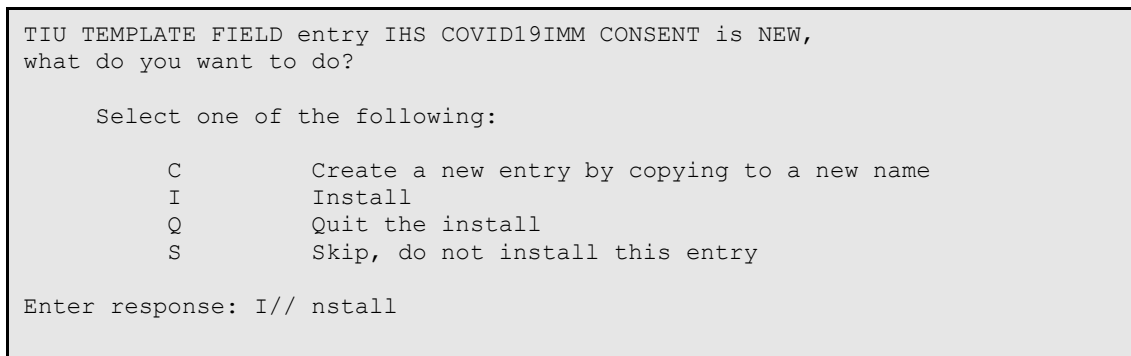 TIU TEMPLATE FIELD entry IHS COVID19IMM CONSENT is NEW,
what do you want to do?
Select one of the following:
C Create a new entry by copying to a new name
I Install
Q Quit the install
S Skip, do not install this entry
Enter response: I// nstall